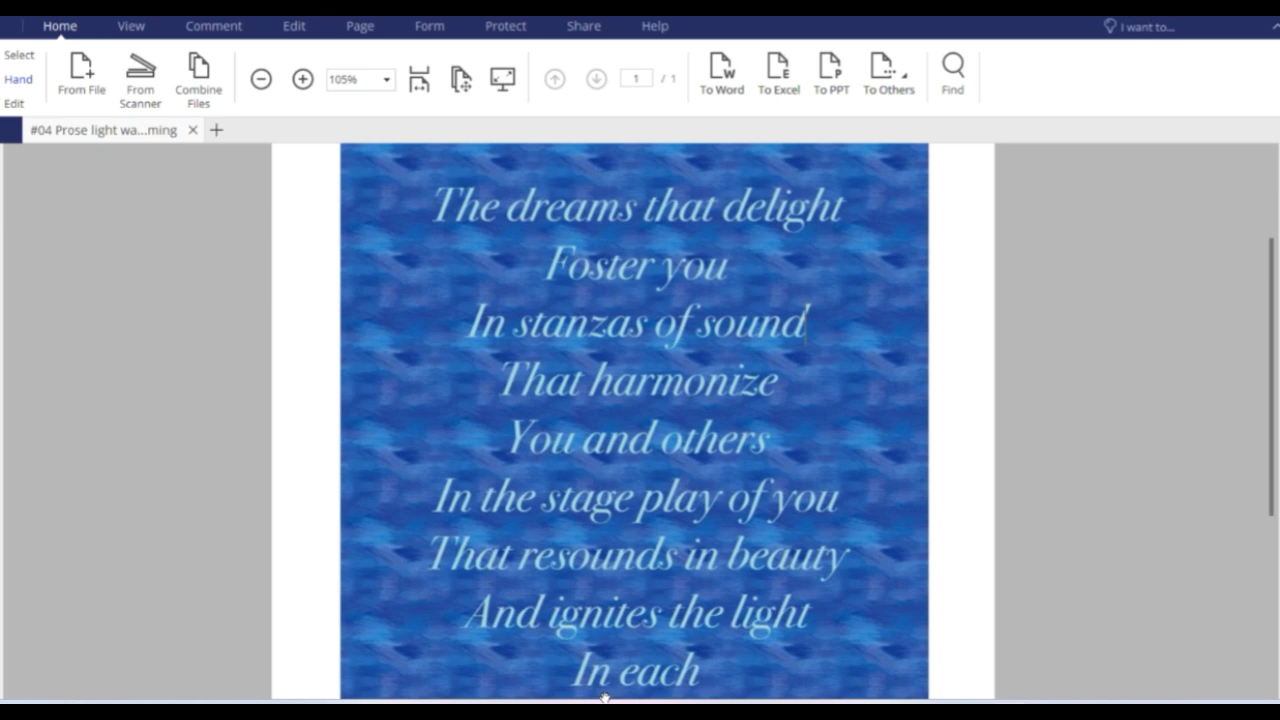 Home View Comment Edit Page Form Protect Share Help I want to...
Select
Hand
Edit
From File
From Scanner
Combine Files
105%
1 / 1
To Word
To Excel
To PPT
To Others
Find
#04 Prose light wa...ming
The dreams that delight
Foster you
In stanzas of sound
That harmonize
You and others
In the stage play of you
That resounds in beauty
And ignites the light
In each